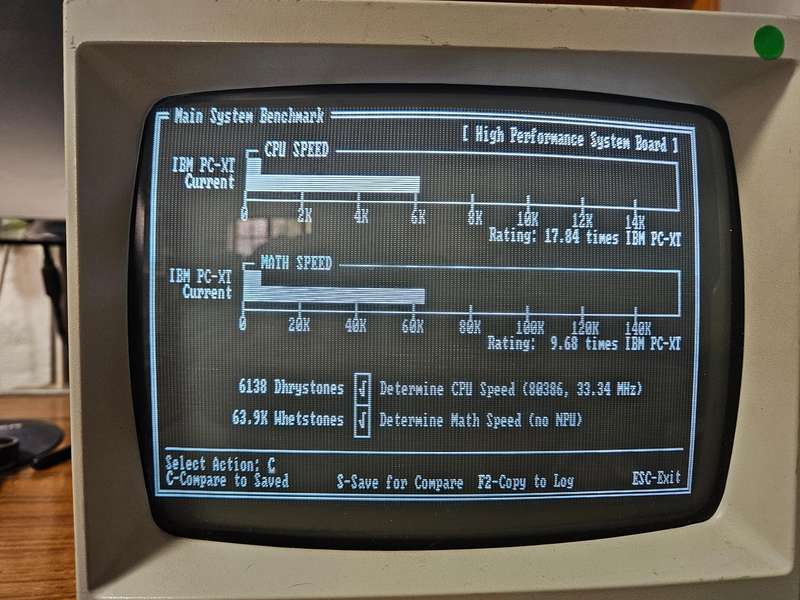 Main System Benchmark
[ High Performance System Board ]
CPU SPEED
IBM PC-XT
Current
0 2K 4K 6K 8K 10K 12K 14K
Rating: 17.84 times IBM PC-XT
MATH SPEED
IBM PC-XT
Current
0 20K 40K 60K 80K 100K 120K 140K
Rating: 9.68 times IBM PC-XT
6138 Dhrystones √ Determine CPU Speed (80386, 33.34 MHz)
63.9K Whetstones √ Determine Math Speed (no NPU)
Select Action: C
C-Compare to Saved S-Save for Compare F2-Copy to Log ESC-Exit